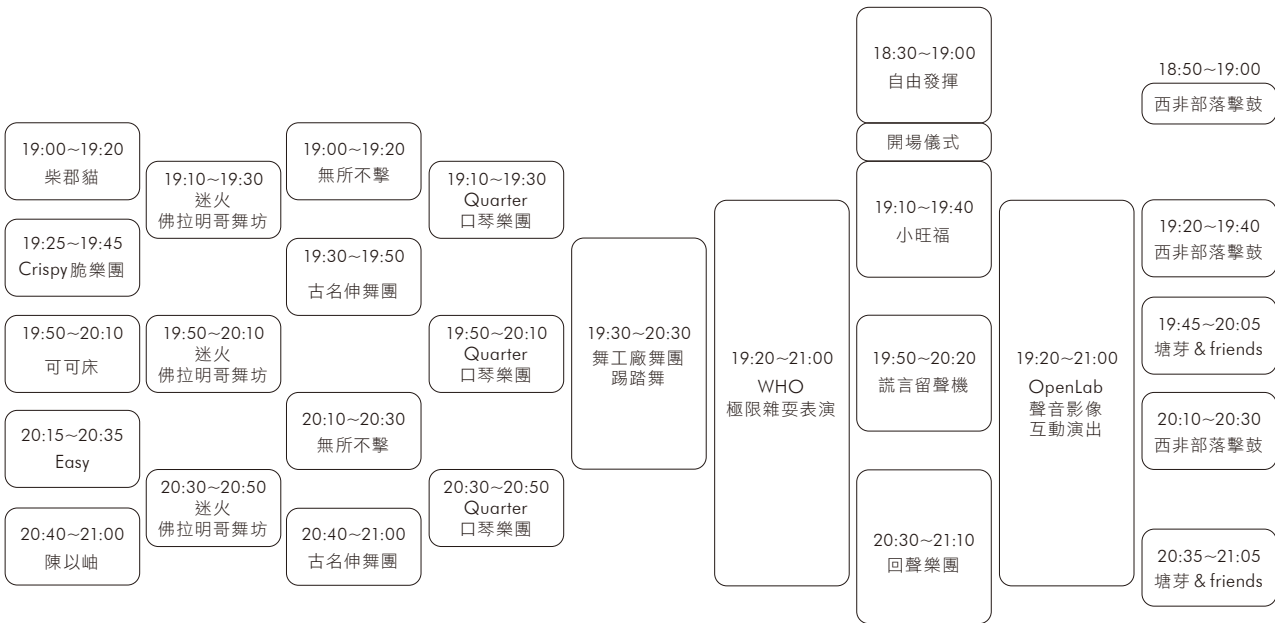 19:00~19:20
柴郡貓
19:25~19:45
Crispy脆樂團
19:50~20:10
可可床
20:15~20:35
Easy
20:40~21:00
陳以岫
19:10~19:30
迷火
佛拉明哥舞坊
19:50~20:10
迷火
佛拉明哥舞坊
20:30~20:50
迷火
佛拉明哥舞坊
19:00~19:20
無所不擊
19:30~19:50
古名伸舞團
20:10~20:30
無所不擊
20:40~21:00
古名伸舞團
19:10~19:30
Quarter
口琴樂團
19:50~20:10
Quarter
口琴樂團
20:30~20:50
Quarter
口琴樂團
19:30~20:30
舞工廠舞團
踢踏舞
19:20~21:00
WHO
極限雜耍表演
18:30~19:00
自由發揮
開場儀式
19:10~19:40
小旺福
19:50~20:20
謊言留聲機
20:30~21:10
回聲樂團
19:20~21:00
OpenLab
聲音影像
互動演出
18:50~19:00
西非部落擊鼓
19:20~19:40
西非部落擊鼓
19:45~20:05
塘芽 & friends
20:10~20:30
西非部落擊鼓
20:35~21:05
塘芽 & friends